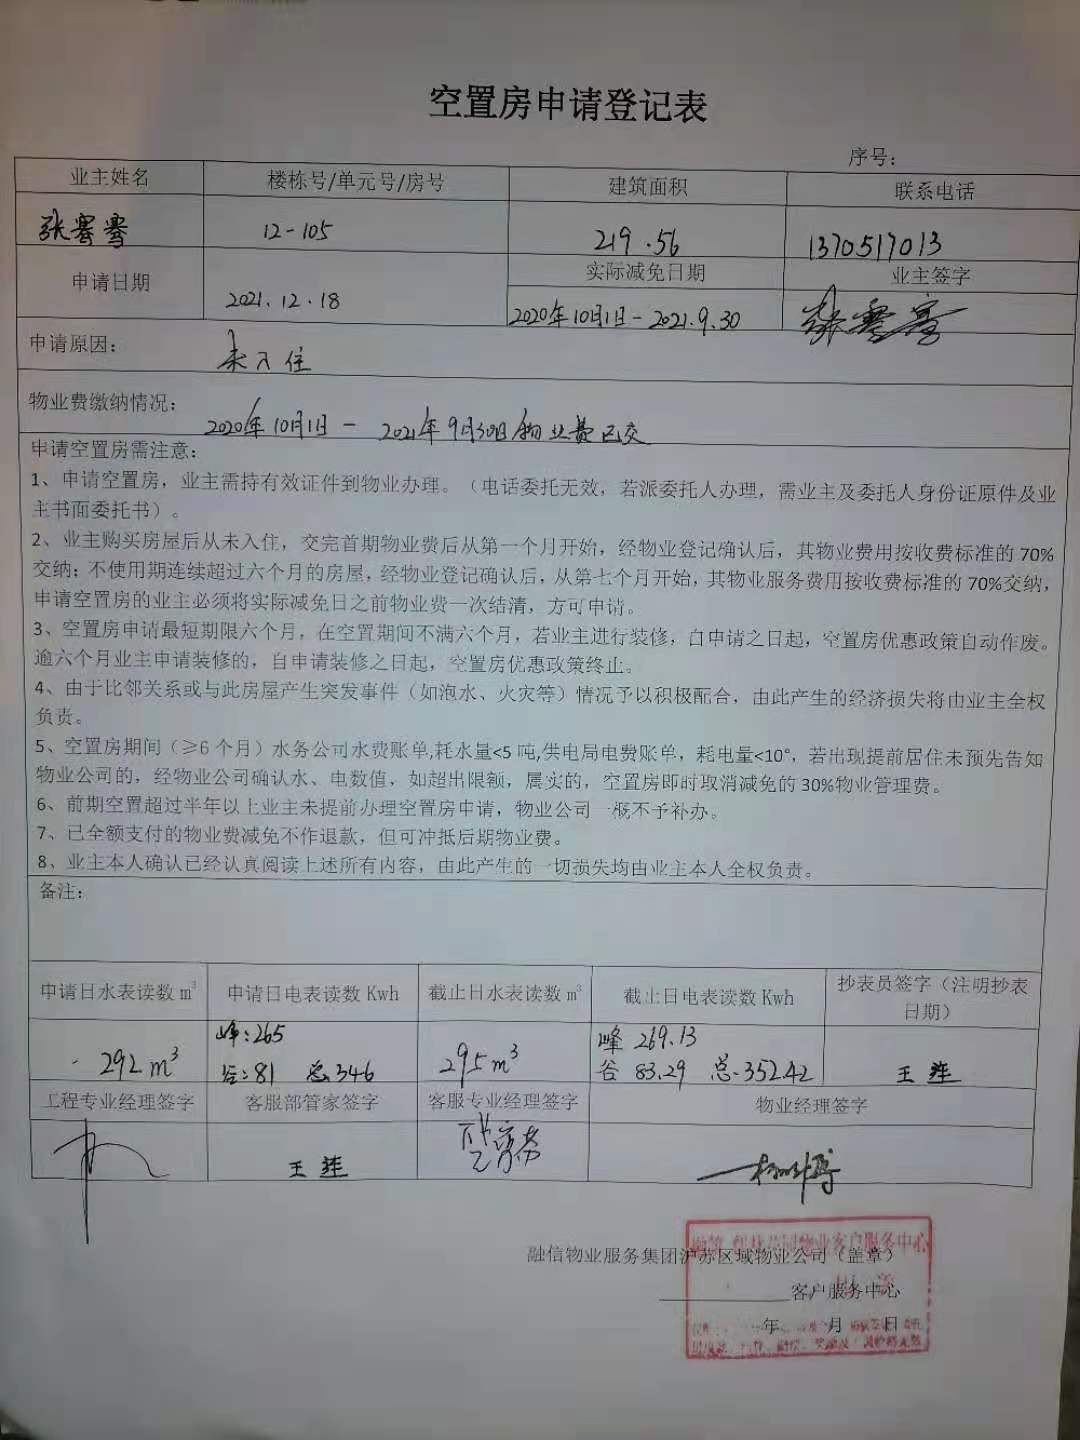 空置房申请登记表
序号：
业主姓名 楼栋号/单元号/房号 建筑面积 联系电话
张骞骞 12-105 219.56 1370517013
申请日期 2021.12.18 实际减免日期 业主签字
2020年10月1日-2021.9.30
申请原因： 未入住
物业费缴纳情况： 2020年10月1日- 2021年9月30日物业费已交
申请空置房需注意：
1、申请空置房，业主需持有效证件到物业办理。（电话委托无效，若派委托人办理，需业主及委托人身份证原件及业
主书面委托书）。
2、业主购买房屋后从未入住，交完首期物业费后从第一个月开始，经物业登记确认后，其物业费用按收费标准的70%
交纳；不使用期连续超过六个月的房屋，经物业登记确认后，从第七个月开始，其物业服务费用按收费标准的70%交纳，
申请空置房的业主必须将实际减免日之前物业费一次结清，方可申请。
3、空置房申请最短期限六个月，在空置期间不满六个月，若业主进行装修，自申请之日起，空置房优惠政策自动作废。
逾六个月业主申请装修的，自申请装修之日起，空置房优惠政策终止。
4、由于比邻关系或与此房屋产生突发事件（如泡水、火灾等）情况予以积极配合，由此产生的经济损失将由业主全权
负责。
5、空置房期间（≥6个月）水务公司水费账单,耗水量<5吨,供电局电费账单，耗电量<10°，若出现提前居住未预先告知
物业公司的，经物业公司确认水、电数值，如超出限额，属实的，空置房即时取消减免的30%物业管理费。
6、前期空置超过半年以上业主未提前办理空置房申请，物业公司一概不予补办。
7、已全额支付的物业费减免不作退款，但可冲抵后期物业费。
8、业主本人确认已经认真阅读上述所有内容，由此产生的一切损失均由业主本人全权负责。
备注：
申请日水表读数m³ 申请日电表读数Kwh 截止日水表读数m³ 截止日电表读数Kwh 抄表员签字（注明抄表
日期）
292 m³ 峰:265 295m³ 峰 269.13
谷:81 总346 谷 83.29 总.352.42 王莲
工程专业经理签字 客服部管家签字 客服专业经理签字 物业经理签字
王莲
融信物业服务集团沪苏区域物业公司（盖章）
客户服务中心
年 月 日
物业客户服务中心